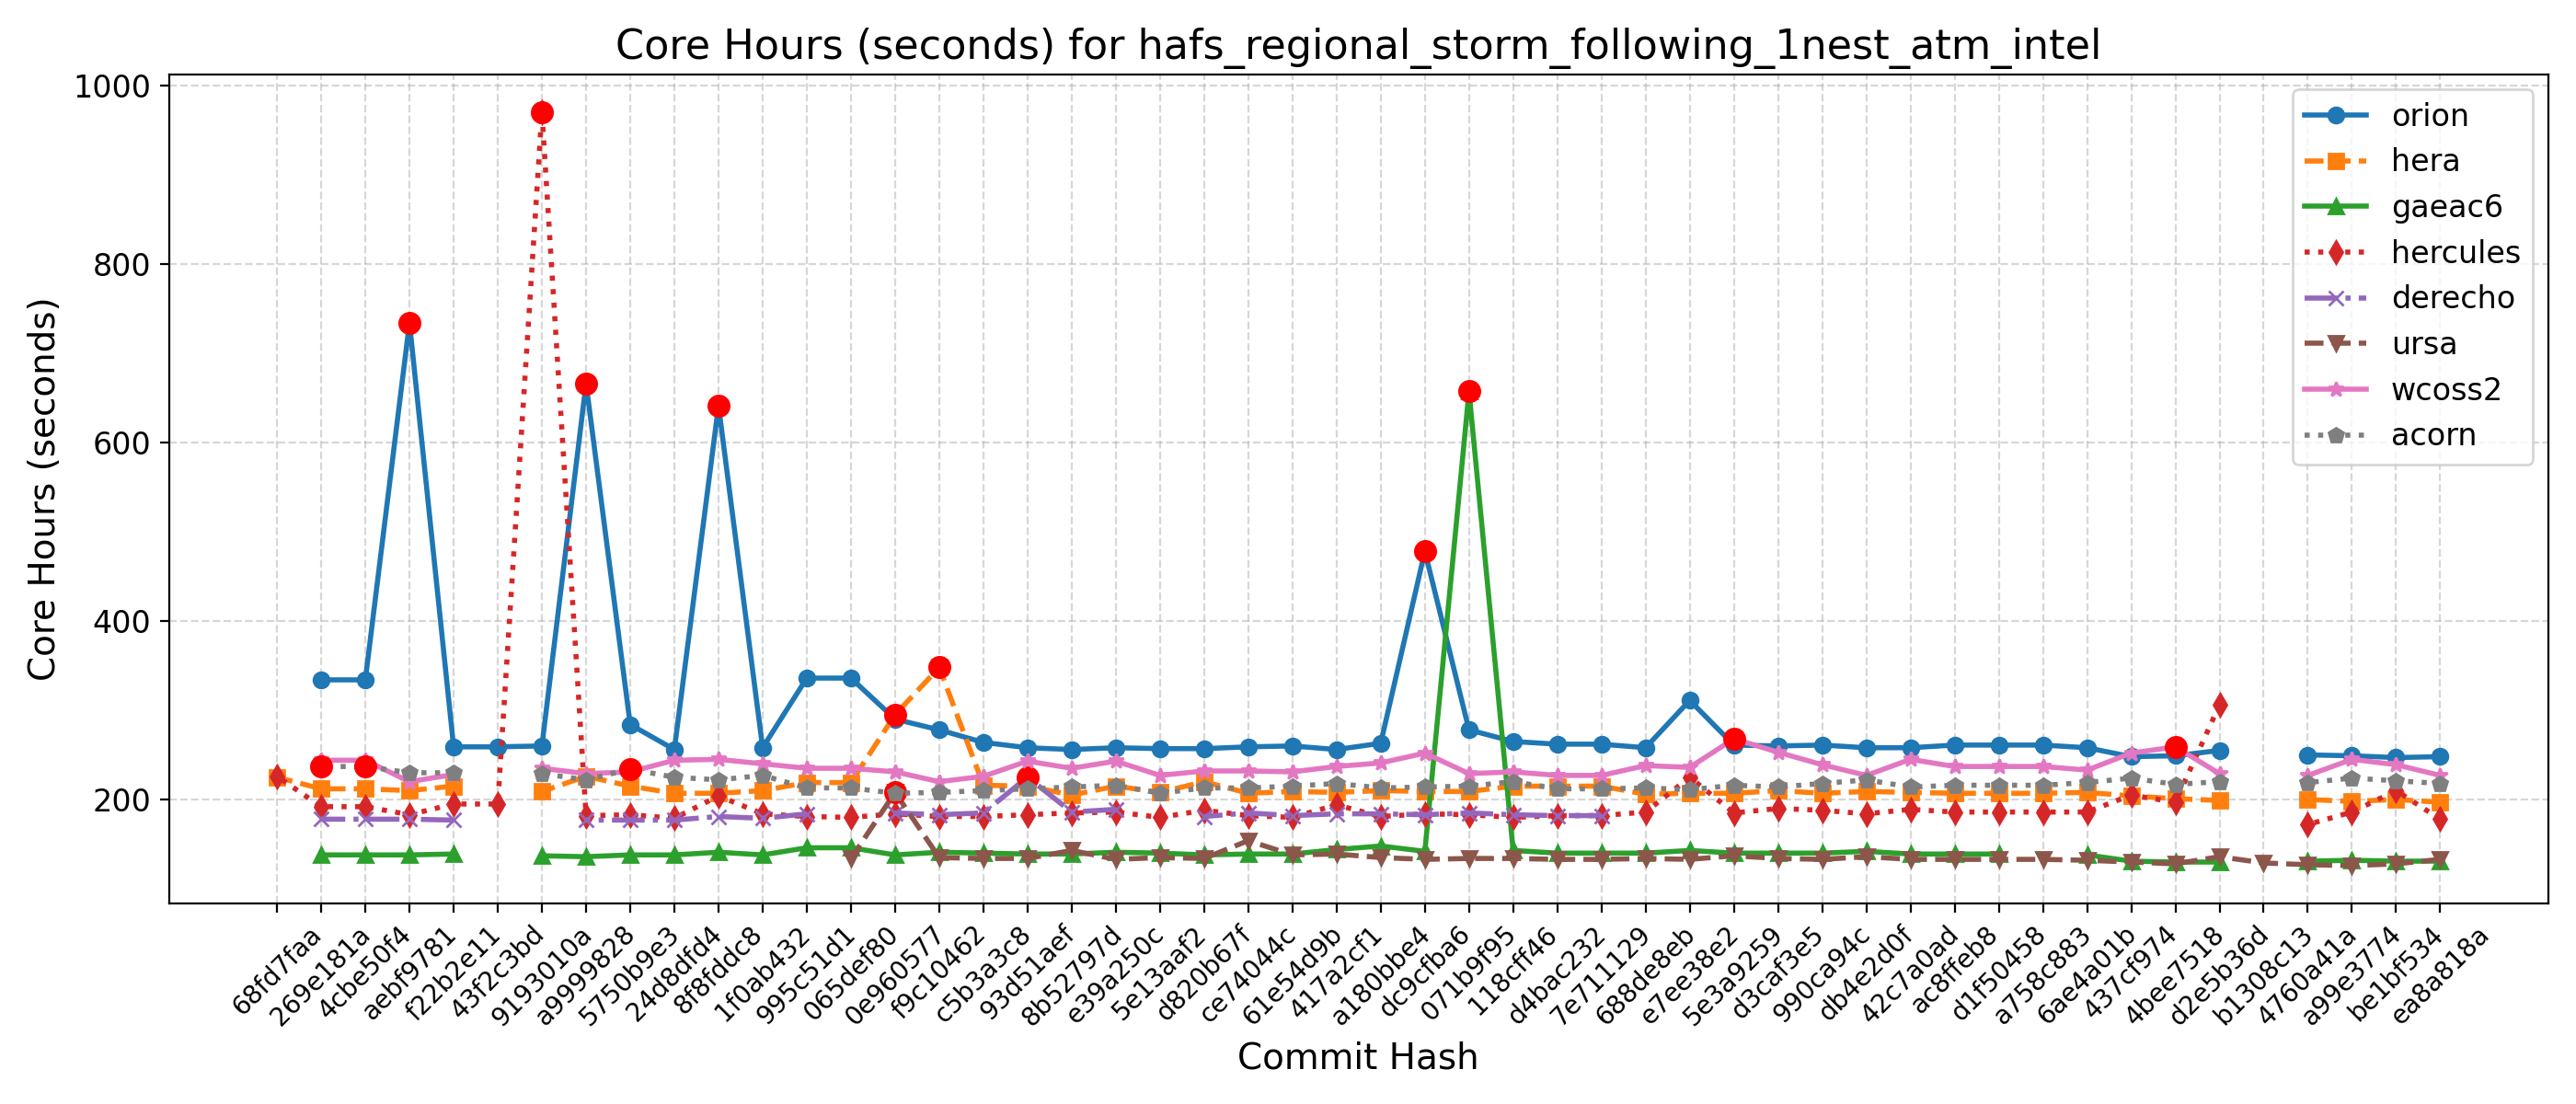 Core Hours (seconds) for hafs_regional_storm_following_1nest_atm_intel
Core Hours (seconds)
1000
800
600
400
200
orion
hera
gaeac6
hercules
derecho
ursa
wcoss2
acorn
68fd7faa
269e181a
4cbe50f4
aebf9781
f22b2e11
43f2c3bd
9193010a
a9999828
5750b9e3
24d8dfd4
8f8fddc8
1f0ab432
995c51d1
065def80
0e960577
f9c10462
c5b3a3c8
93d51aef
8b52797d
e39a250c
5e13aaf2
d820b67f
ce74044c
61e54d9b
417a2cf1
a180bbe4
dc9cfba6
071b9f95
118cff46
d4bac232
7e711129
688de8eb
e7ee38e2
5e3a9259
d3caf3e5
990ca94c
db4e2d0f
42c7a0ad
ac8ffeb8
d1f50458
a758c883
6ae4a01b
437cf974
4bee7518
d2e5b36d
b1308c13
4760a41a
a99e3774
be1bf534
ea8a818a
Commit Hash